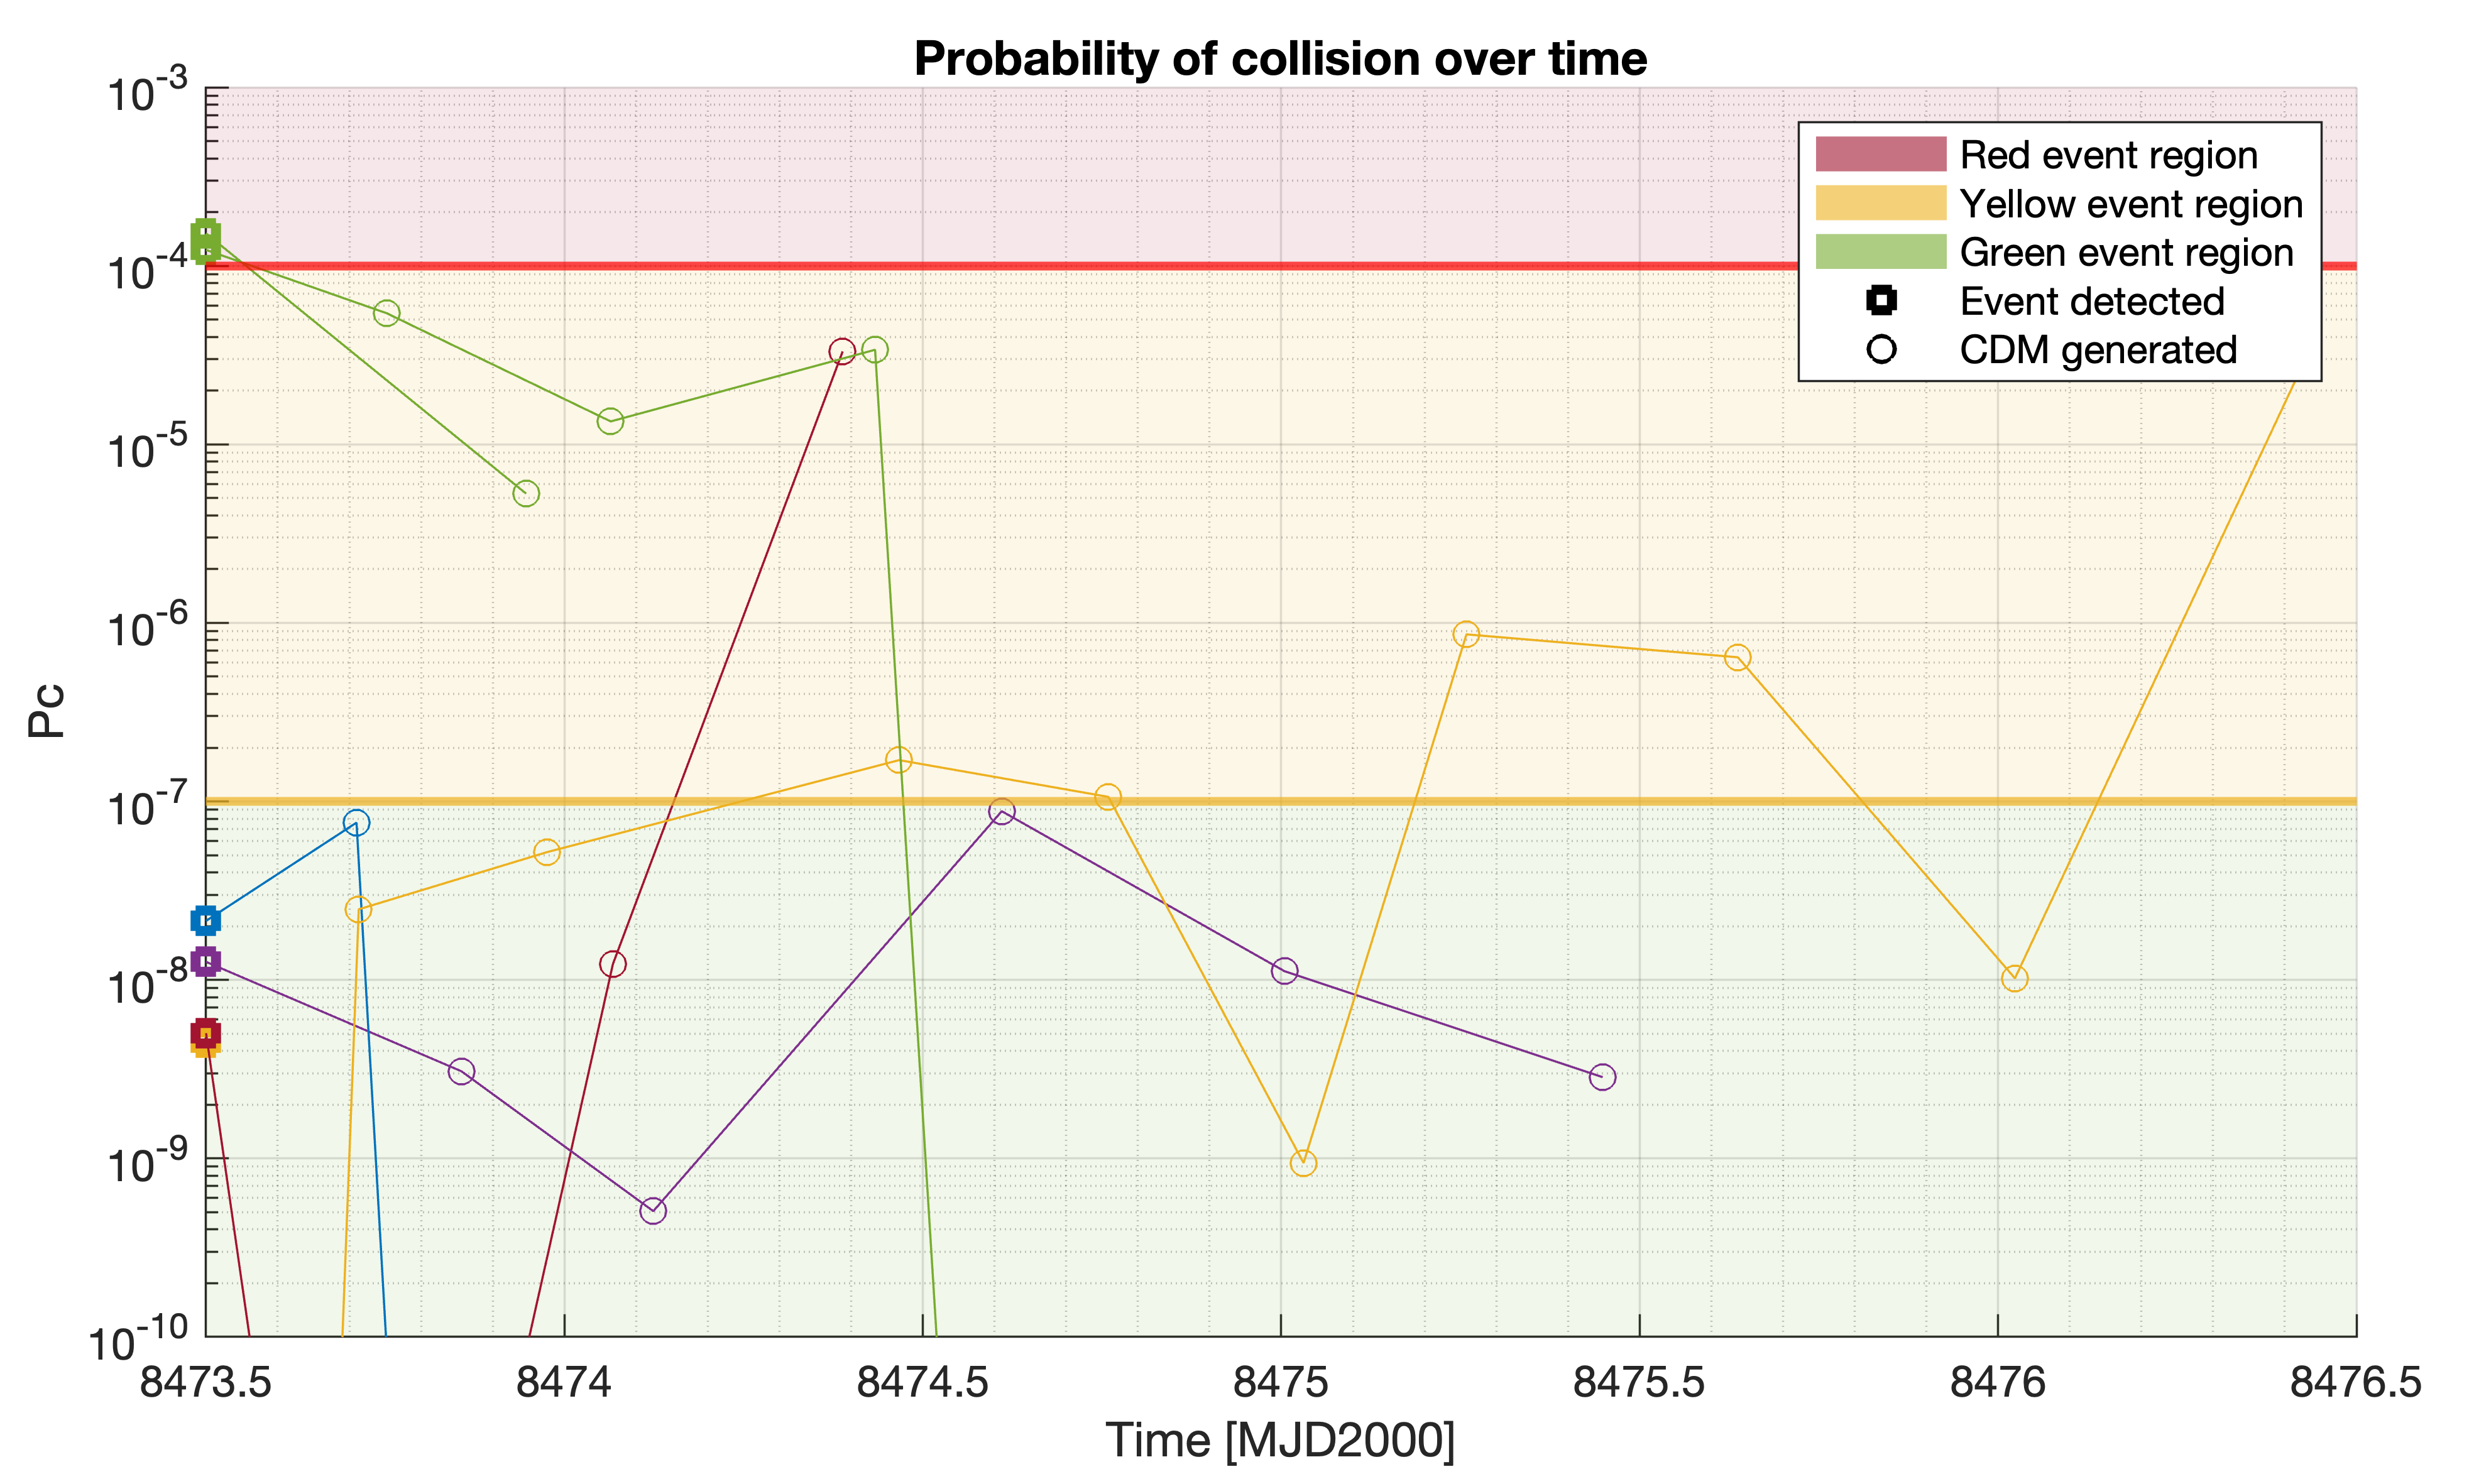 Probability of collision over time
10^-3
10^-4
10^-5
10^-6
10^-7
10^-8
10^-9
10^-10
Pc
Red event region
Yellow event region
Green event region
Event detected
CDM generated
8473.5 8474 8474.5 8475 8475.5 8476 8476.5
Time [MJD2000]